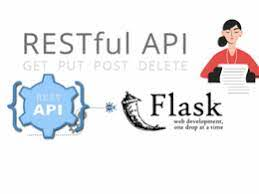 RESTful API
GET PUT POST DELETE
REST
API
Flask
web development,
one drop at a time